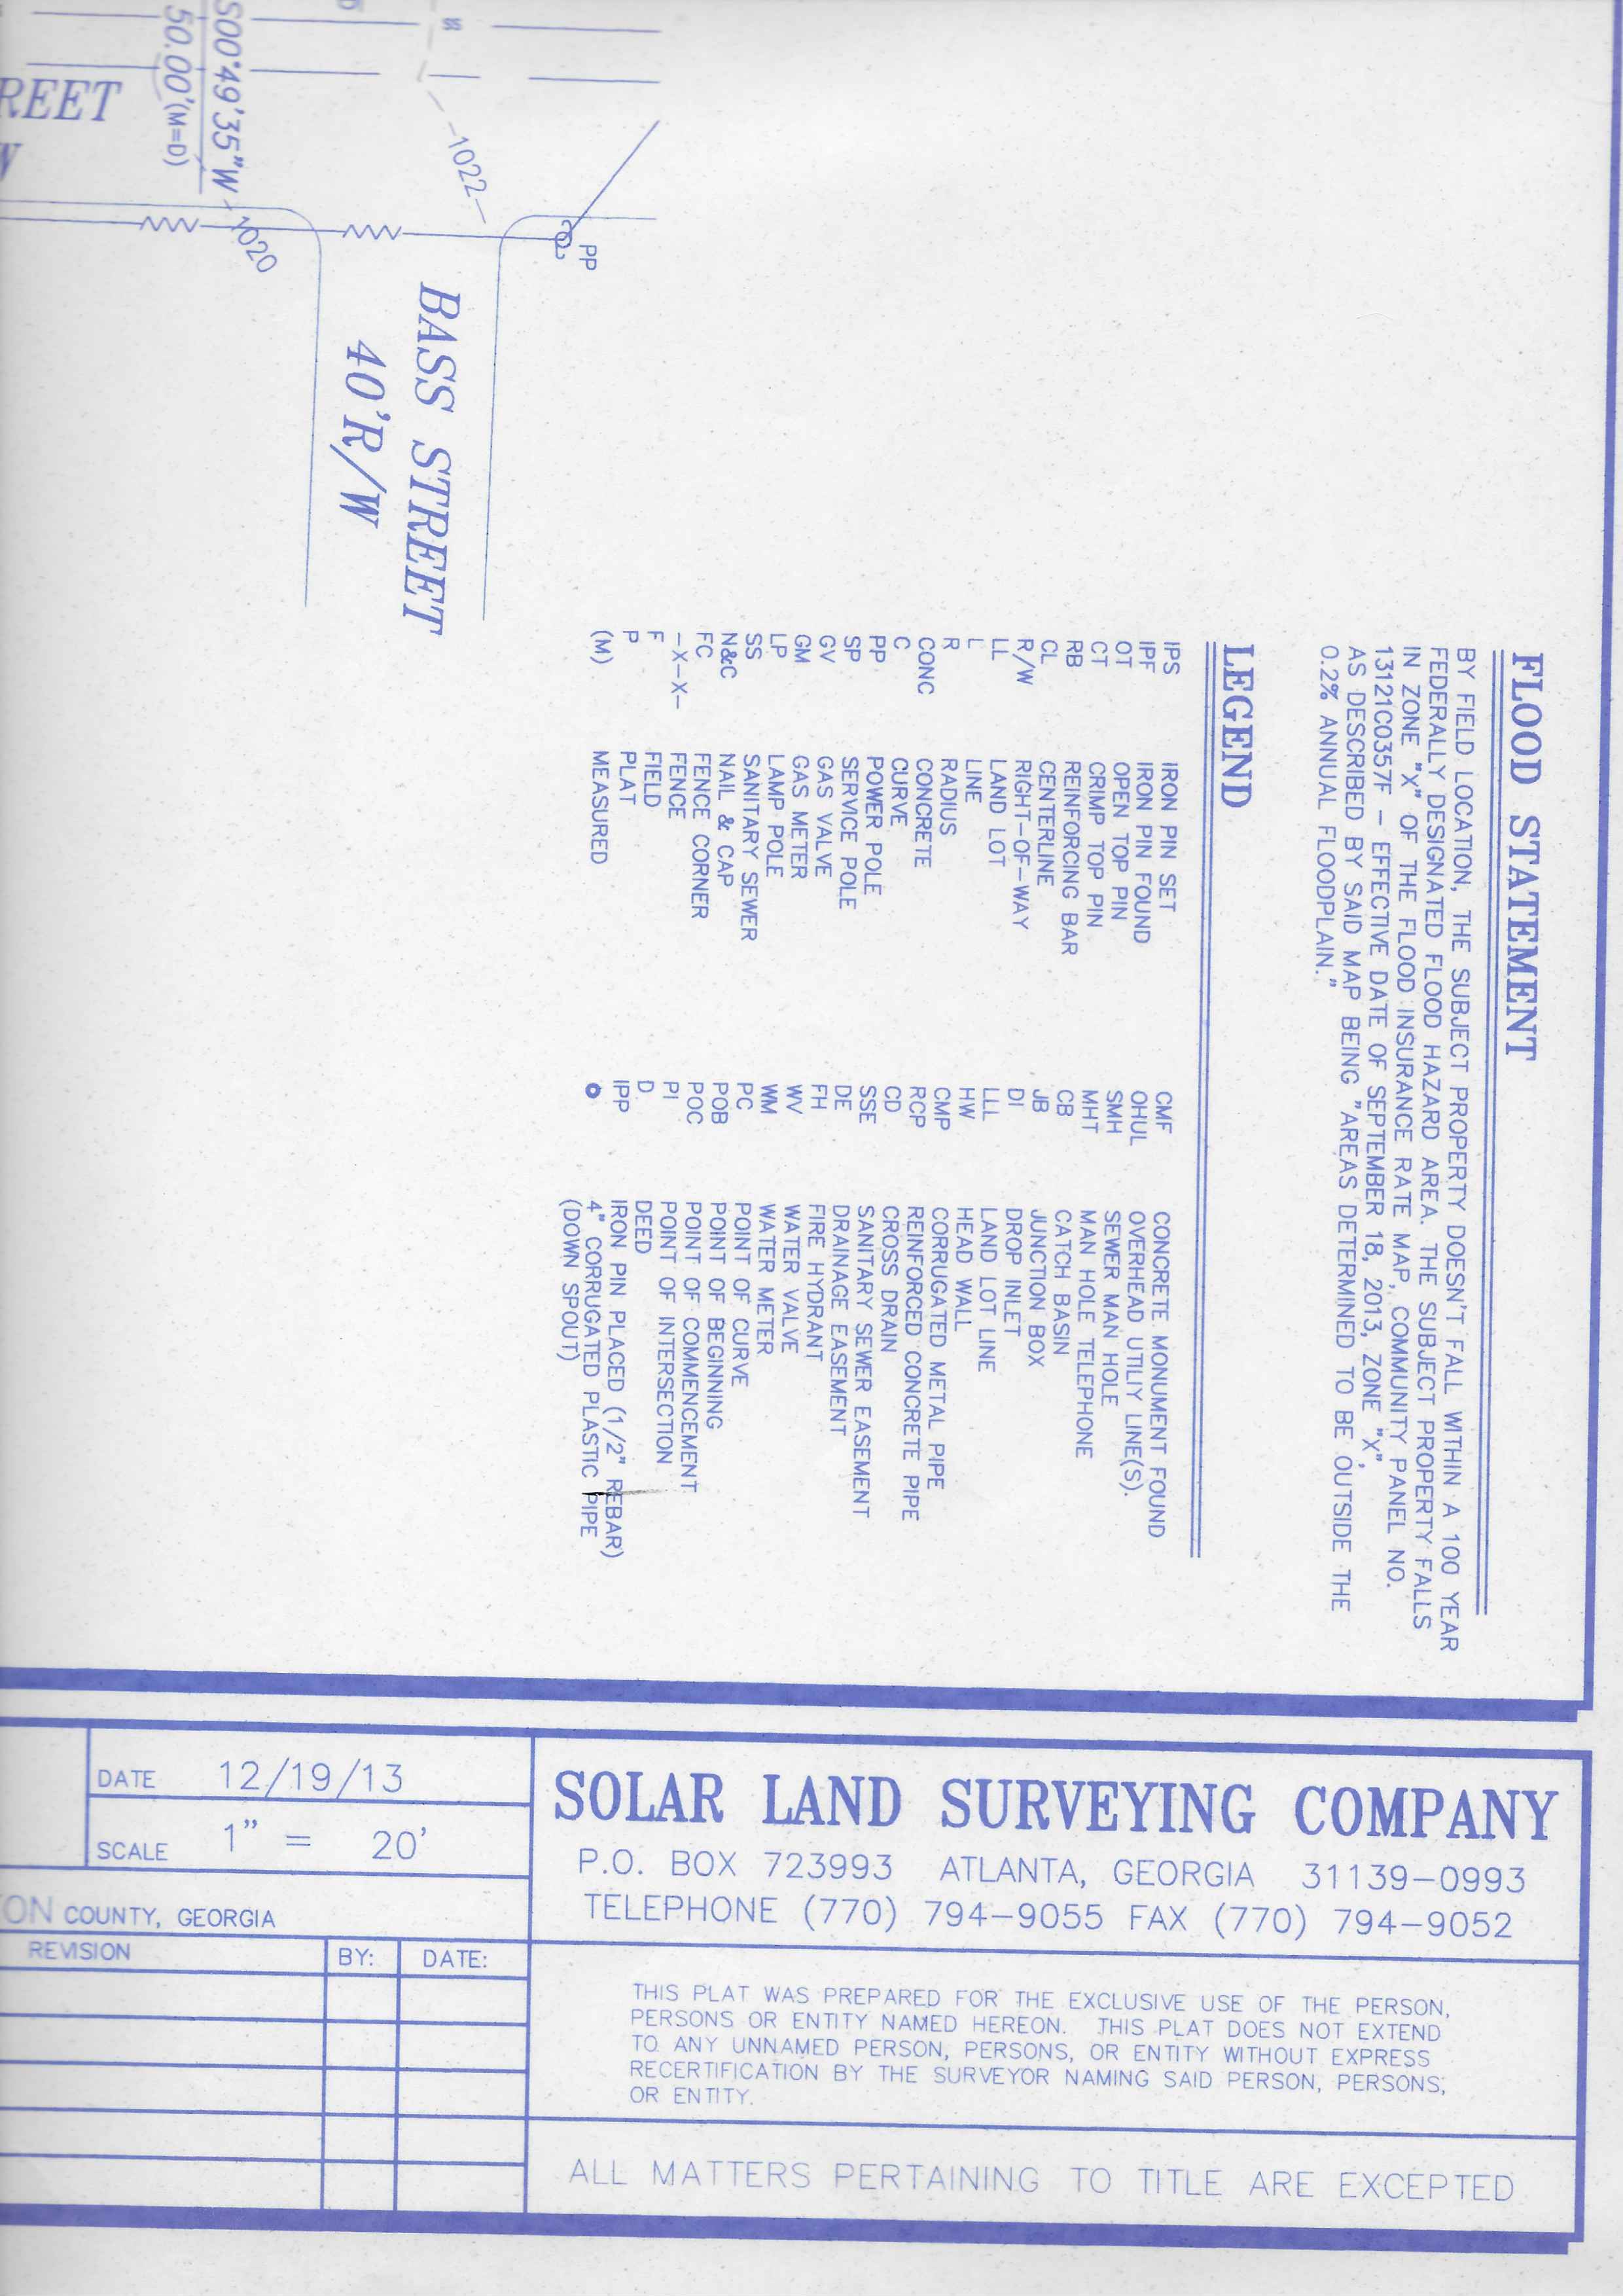 FLOOD STATEMENT
BY FIELD LOCATION, THE SUBJECT PROPERTY DOESN'T FALL WITHIN A 100 YEAR
FEDERALLY DESIGNATED FLOOD HAZARD AREA. THE SUBJECT PROPERTY FALLS
IN ZONE "X" OF THE FLOOD INSURANCE RATE MAP, COMMUNITY PANEL NO.
13121C0357F – EFFECTIVE DATE OF SEPTEMBER 18, 2013, ZONE "X",
AS DESCRIBED BY SAID MAP BEING "AREAS DETERMINED TO BE OUTSIDE THE
0.2% ANNUAL FLOODPLAIN."
LEGEND
IPS IRON PIN SET
IPF IRON PIN FOUND
OT OPEN TOP PIN
CT CRIMP TOP PIN
RB REINFORCING BAR
CL CENTERLINE
R/W RIGHT-OF-WAY
LL LAND LOT
L LINE
R RADIUS
CONC CONCRETE
C CURVE
PP POWER POLE
SP SERVICE POLE
GV GAS VALVE
GM GAS METER
LP LAMP POLE
SS SANITARY SEWER
N&C NAIL & CAP
FC FENCE CORNER
-X-X- FENCE
F FIELD
P PLAT
(M) MEASURED
CMF CONCRETE MONUMENT FOUND
OHUL OVERHEAD UTILIY LINE(S).
SMH SEWER MAN HOLE
MHT MAN HOLE TELEPHONE
CB CATCH BASIN
JB JUNCTION BOX
DI DROP INLET
LLL LAND LOT LINE
HW HEAD WALL
CMP CORRUGATED METAL PIPE
RCP REINFORCED CONCRETE PIPE
CD CROSS DRAIN
SSE SANITARY SEWER EASEMENT
DE DRAINAGE EASEMENT
FH FIRE HYDRANT
WV WATER VALVE
WM WATER METER
PC POINT OF CURVE
POB POINT OF BEGINNING
POC POINT OF COMMENCEMENT
PI POINT OF INTERSECTION
D DEED
IPP IRON PIN PLACED (1/2" REBAR)
4" CORRUGATED PLASTIC PIPE
(DOWN SPOUT)
SS
-1022-
PP
BASS STREET
40'R/W
1020
S00°49'35"W
50.00'(M=D)
REET
W
DATE 12/19/13
SCALE 1" = 20'
ON COUNTY, GEORGIA
REVISION BY: DATE:
SOLAR LAND SURVEYING COMPANY
P.O. BOX 723993 ATLANTA, GEORGIA 31139-0993
TELEPHONE (770) 794-9055 FAX (770) 794-9052
THIS PLAT WAS PREPARED FOR THE EXCLUSIVE USE OF THE PERSON,
PERSONS OR ENTITY NAMED HEREON. THIS PLAT DOES NOT EXTEND
TO ANY UNNAMED PERSON, PERSONS, OR ENTITY WITHOUT EXPRESS
RECERTIFICATION BY THE SURVEYOR NAMING SAID PERSON, PERSONS,
OR ENTITY.
ALL MATTERS PERTAINING TO TITLE ARE EXCEPTED